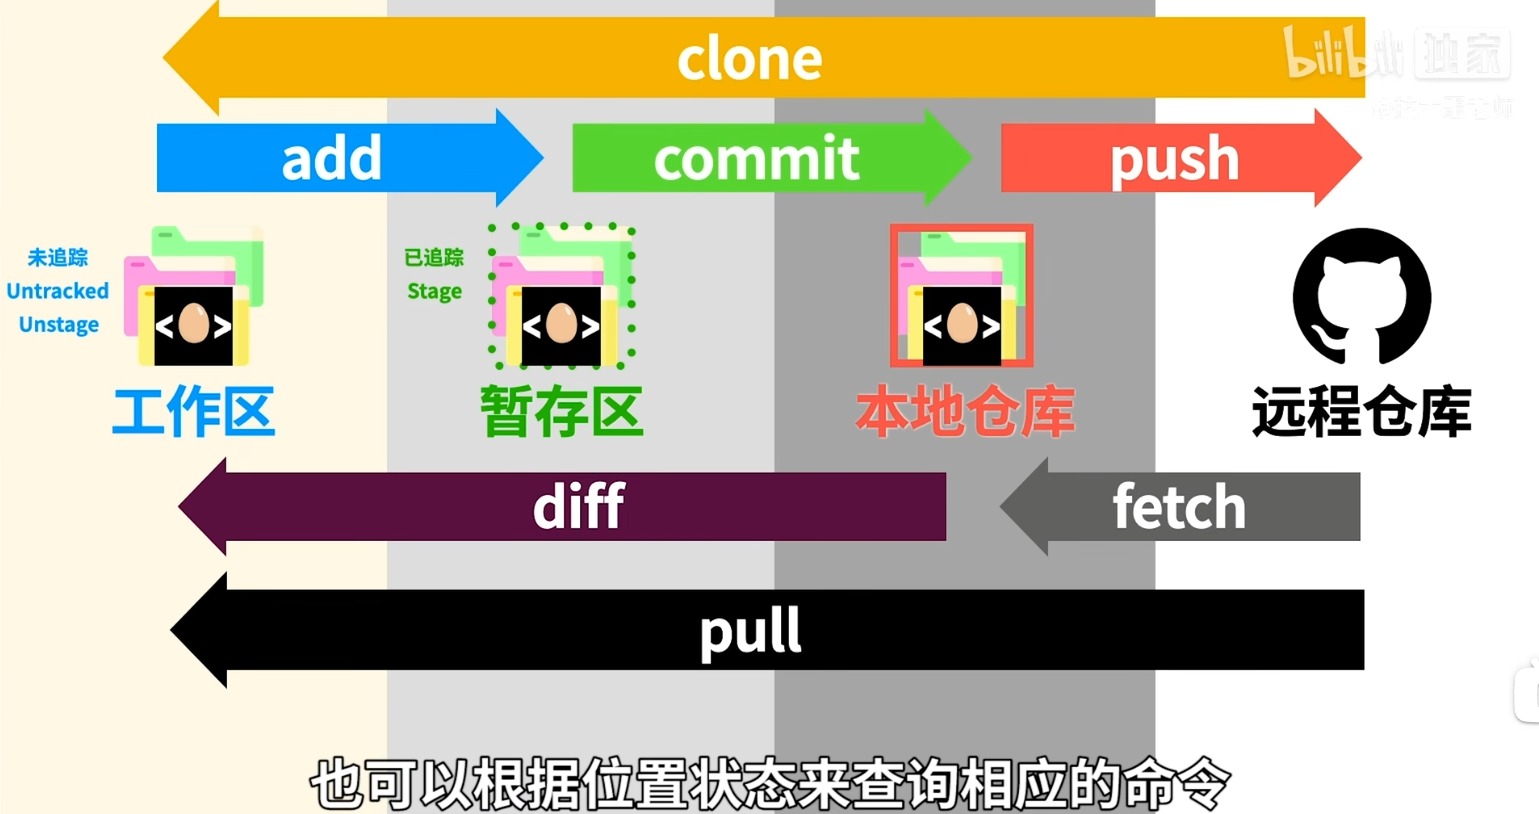 clone
bilibili 独家
add
commit
push
未追踪
Untracked
Unstage
已追踪
Stage
< >
< >
< >
工作区
暂存区
本地仓库
远程仓库
diff
fetch
pull
也可以根据位置状态来查询相应的命令